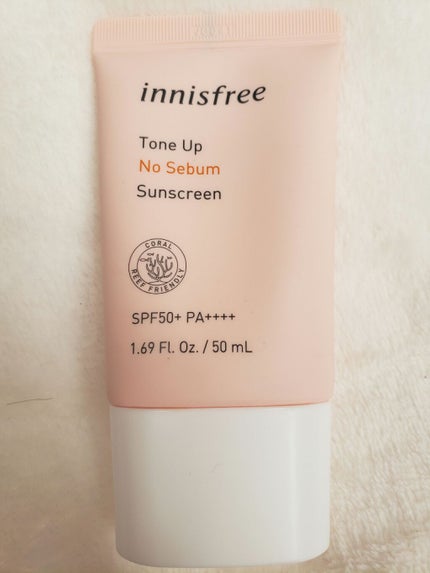 innisfree
Tone Up
No Sebum
Sunscreen
CORAL
REEF FRIENDLY
SPF50+ PA++++
1.69 Fl. Oz. / 50 mL